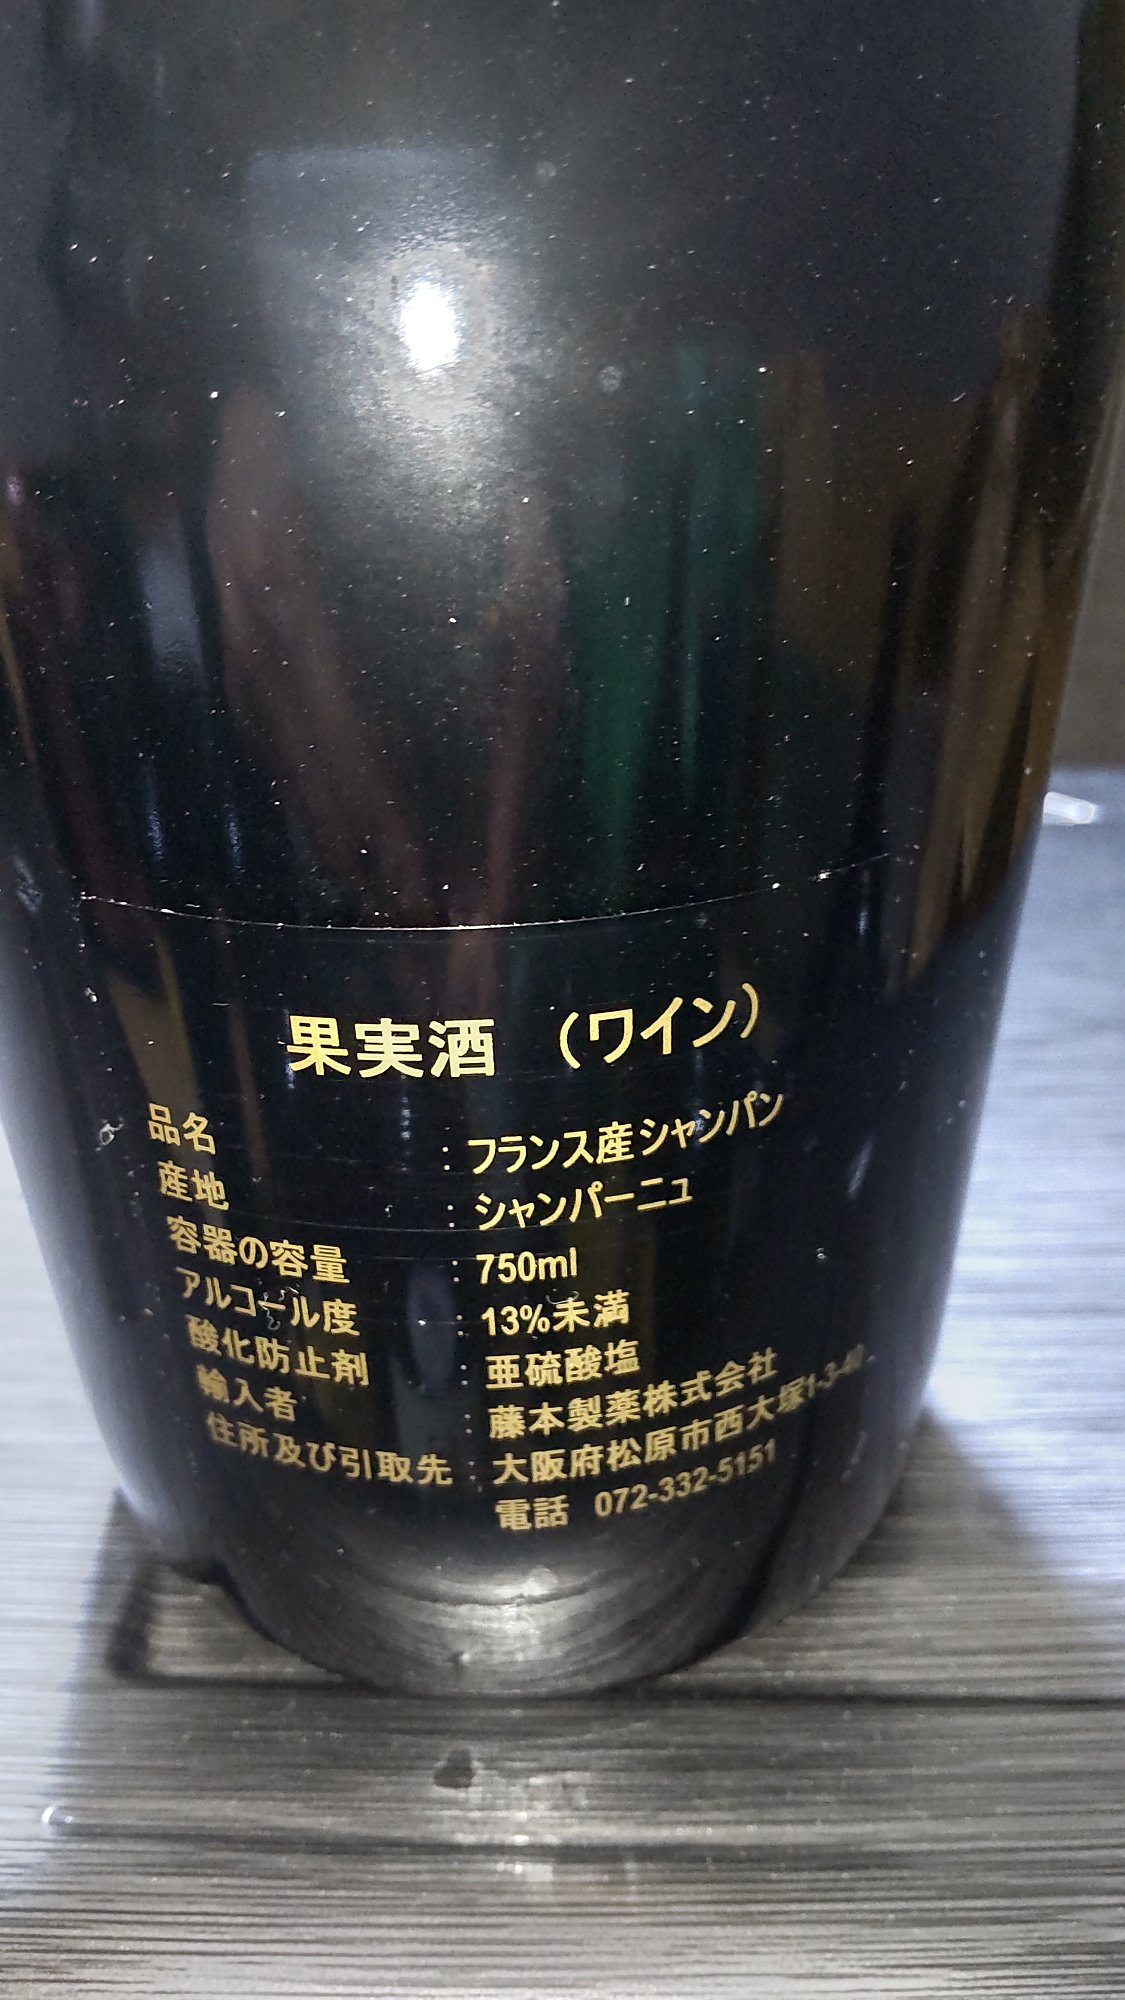 果実酒 （ワイン）
品名 : フランス産シャンパン
産地 : シャンパーニュ
容器の容量 : 750ml
アルコール度 : 13%未満
酸化防止剤 : 亜硫酸塩
輸入者 : 藤本製薬株式会社
住所及び引取先 : 大阪府松原市西大塚1-3-40
電話 072-332-5151